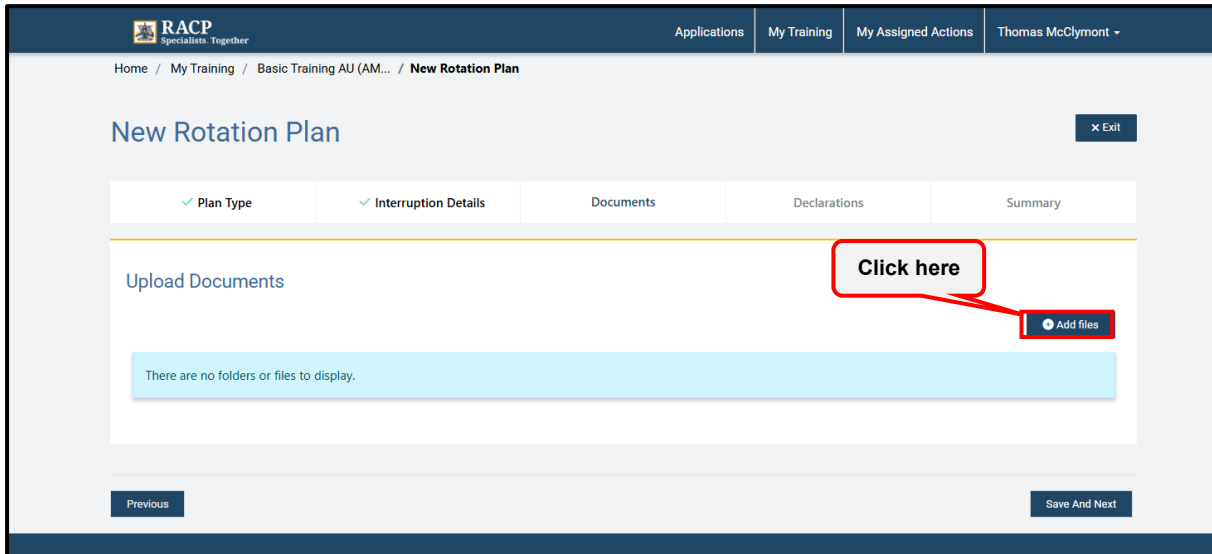 RACP
Specialists. Together
Applications
My Training
My Assigned Actions
Thomas McClymont
Home / My Training / Basic Training AU (AM... / New Rotation Plan
New Rotation Plan
× Exit
Plan Type
Interruption Details
Documents
Declarations
Summary
Upload Documents
Click here
Add files
There are no folders or files to display.
Previous
Save And Next